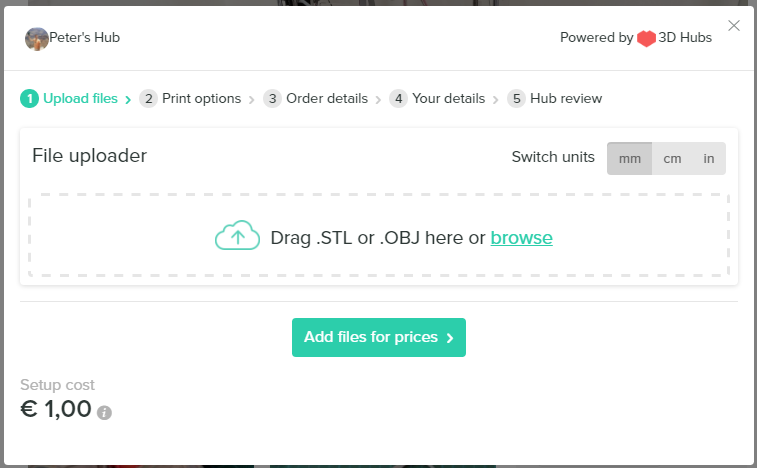 Peter's Hub
Powered by 3D Hubs
1 Upload files 2 Print options 3 Order details 4 Your details 5 Hub review
File uploader
Switch units mm cm in
Drag .STL or .OBJ here or browse
Add files for prices
Setup cost
€ 1,00 i